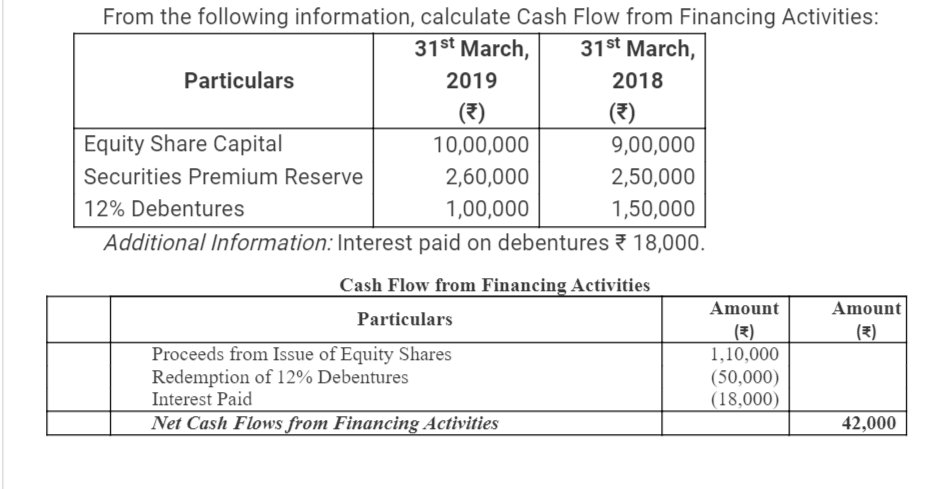 From the following information, calculate Cash Flow from Financing Activities:
31st March, 31st March,
Particulars 2019 2018
(₹) (₹)
Equity Share Capital 10,00,000 9,00,000
Securities Premium Reserve 2,60,000 2,50,000
12% Debentures 1,00,000 1,50,000
Additional Information: Interest paid on debentures ₹ 18,000.
Cash Flow from Financing Activities
Particulars Amount (₹) Amount (₹)
Proceeds from Issue of Equity Shares 1,10,000
Redemption of 12% Debentures (50,000)
Interest Paid (18,000)
Net Cash Flows from Financing Activities 42,000